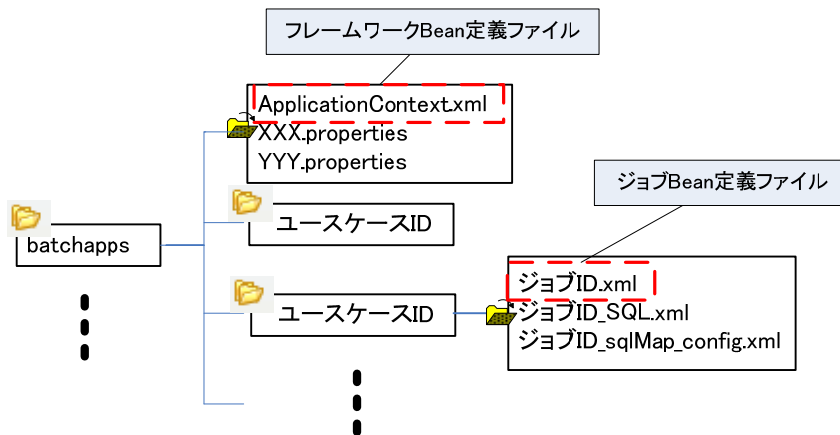 フレームワークBean定義ファイル
ApplicationContext.xml
XXX.properties
YYY.properties
ジョブBean定義ファイル
batchapps
ユースケースID
ユースケースID
ジョブID.xml
ジョブID_SQL.xml
ジョブID_sqlMap_config.xml